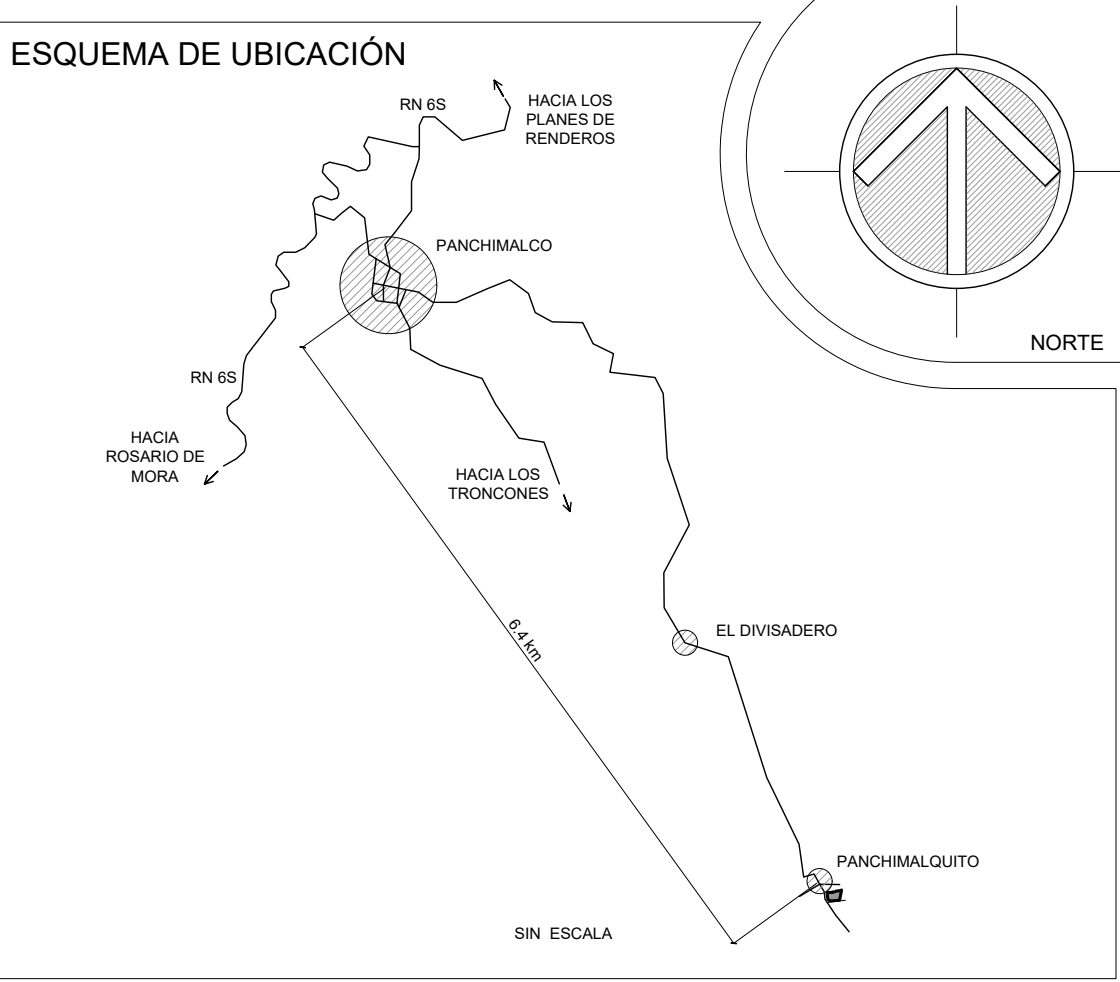 ESQUEMA DE UBICACIÓN
RN 6S
HACIA LOS
PLANES DE
RENDEROS
PANCHIMALCO
NORTE
RN 6S
HACIA
ROSARIO DE
MORA
HACIA LOS
TRONCONES
6.4 km
EL DIVISADERO
PANCHIMALQUITO
SIN ESCALA